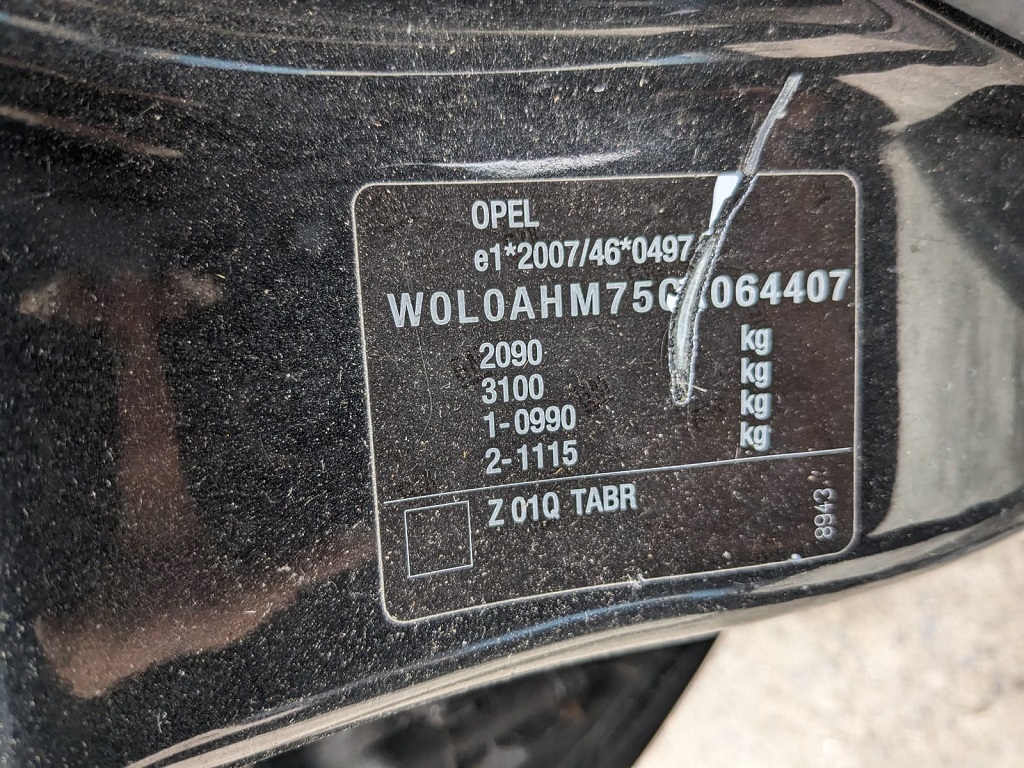 OPEL
e1*2007/46*0497
2090 kg
3100 kg
1-0990 kg
2-1115 kg
Z 01Q TABR
8943